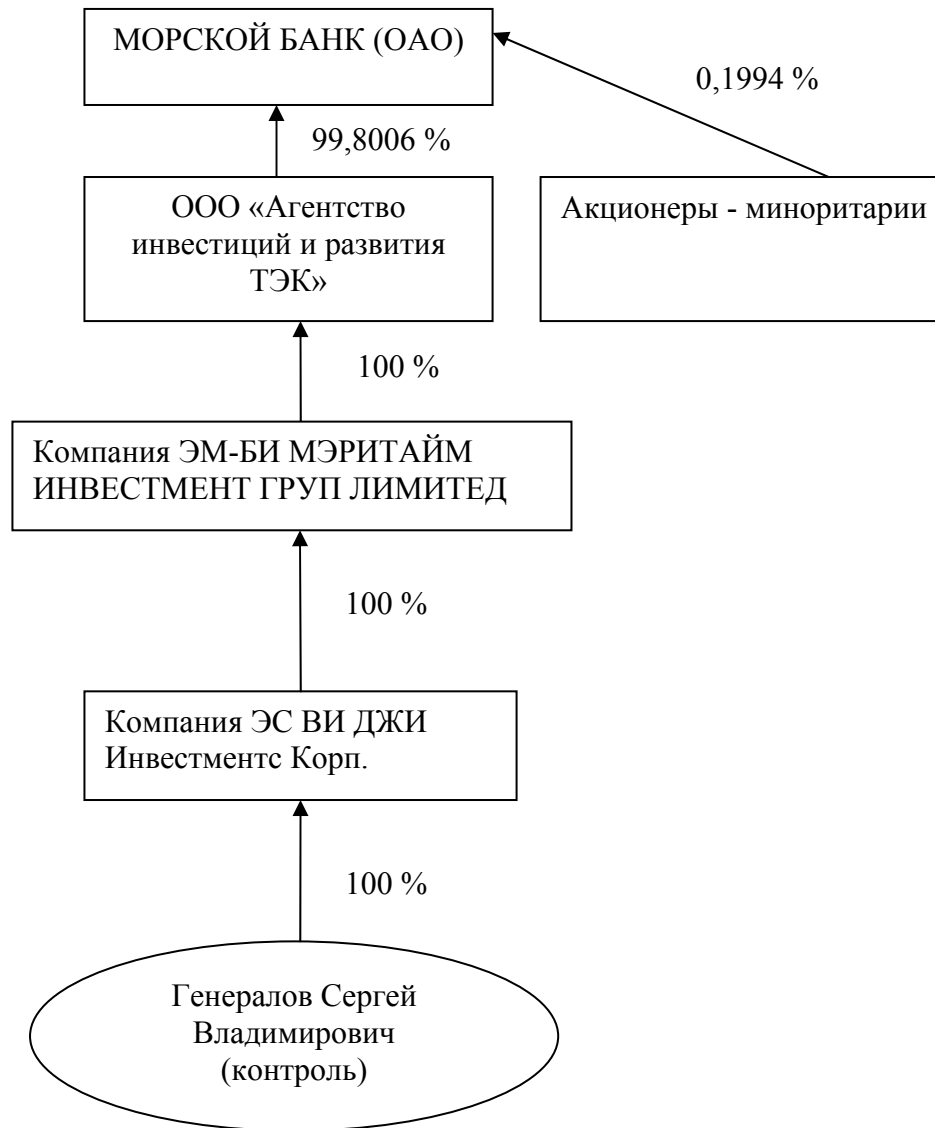 МОРСКОЙ БАНК (ОАО)
0,1994 %
99,8006 %
ООО «Агентство
инвестиций и развития
ТЭК»
Акционеры - миноритарии
100 %
Компания ЭМ-БИ МЭРИТАЙМ
ИНВЕСТМЕНТ ГРУП ЛИМИТЕД
100 %
Компания ЭС ВИ ДЖИ
Инвестментс Корп.
100 %
Генералов Сергей
Владимирович
(контроль)